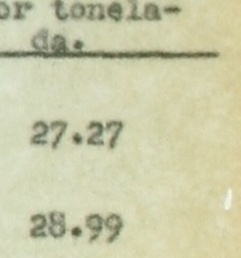 or tonela-
da.
27.27
28.99